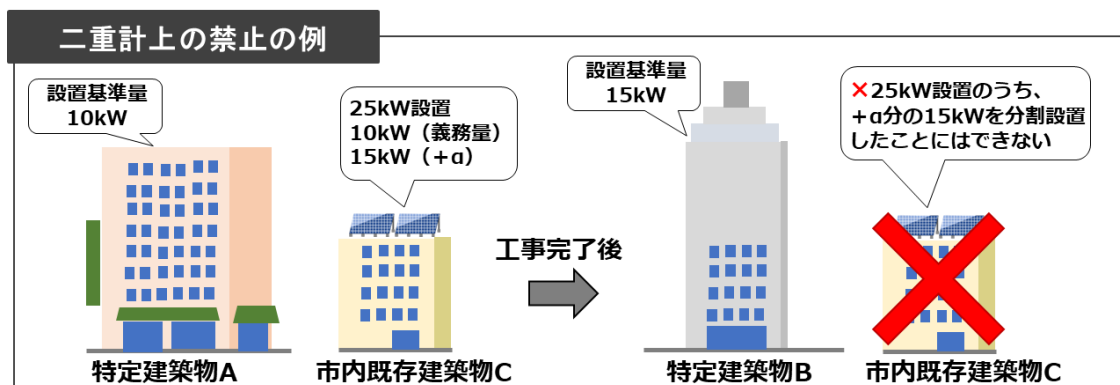 二重計上の禁止の例
設置基準量
10kW
25kW設置
10kW（義務量）
15kW（+α）
特定建築物A
市内既存建築物C
工事完了後
設置基準量
15kW
×25kW設置のうち、
+α分の15kWを分割設置
したことにはできない
特定建築物B
市内既存建築物C